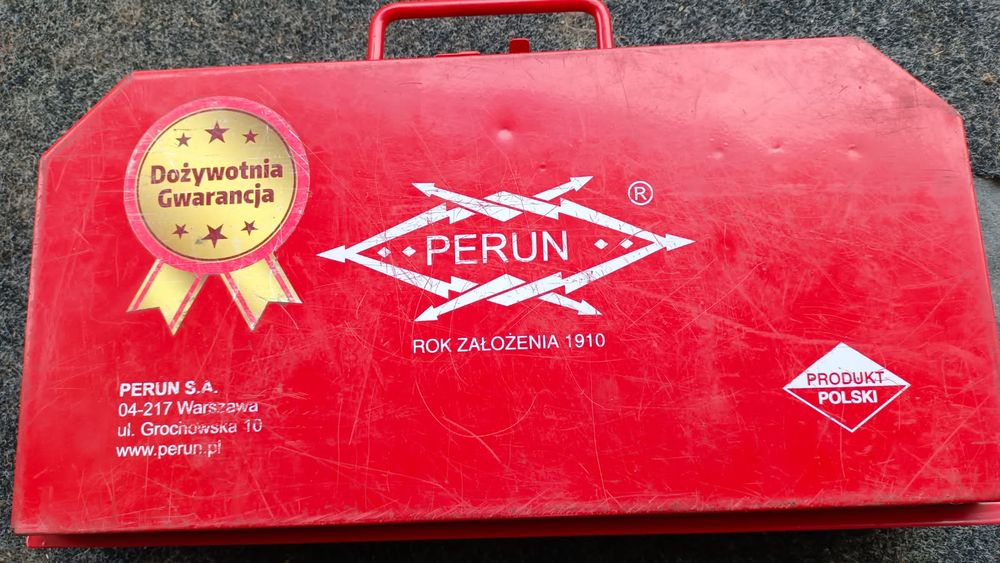 Dożywotnia
Gwarancja
PERUN
®
ROK ZAŁOŻENIA 1910
PERUN S.A.
04-217 Warszawa
ul. Grochowska 10
www.perun.pl
PRODUKT
POLSKI